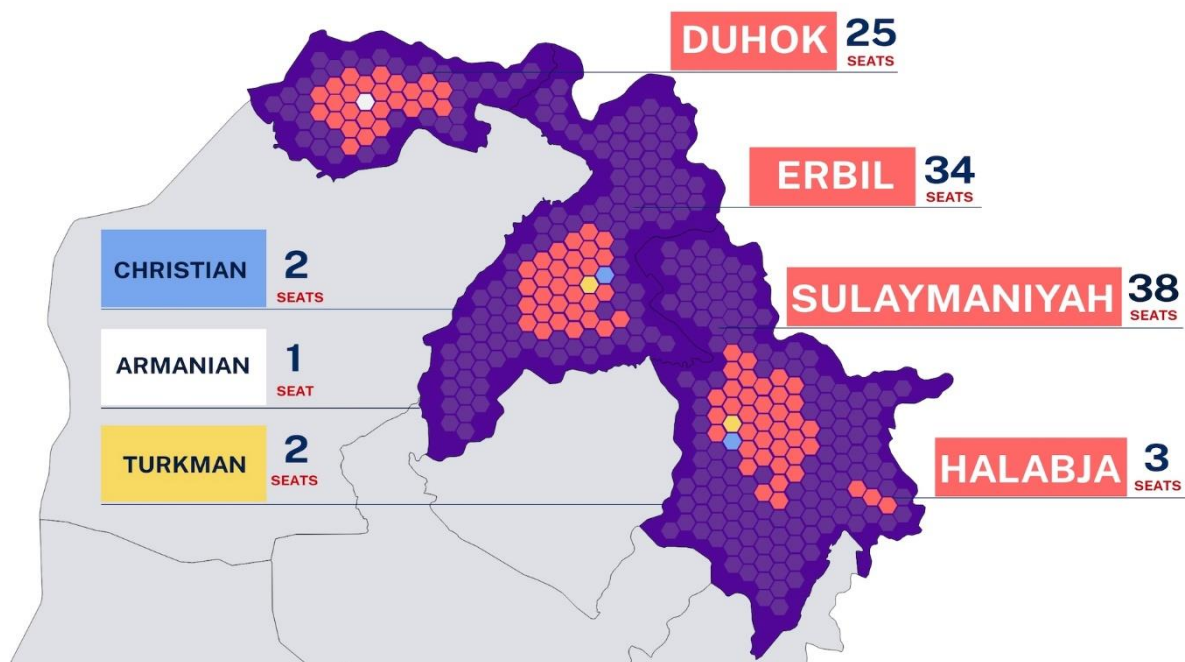 DUHOK 25
SEATS
ERBIL 34
SEATS
CHRISTIAN 2
SEATS
SULAYMANIYAH 38
SEATS
ARMANIAN 1
SEAT
TURKMAN 2
SEATS
HALABJA 3
SEATS